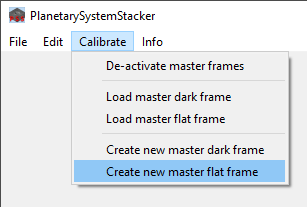 PlanetarySystemStacker
File Edit Calibrate Info
De-activate master frames
Load master dark frame
Load master flat frame
Create new master dark frame
Create new master flat frame